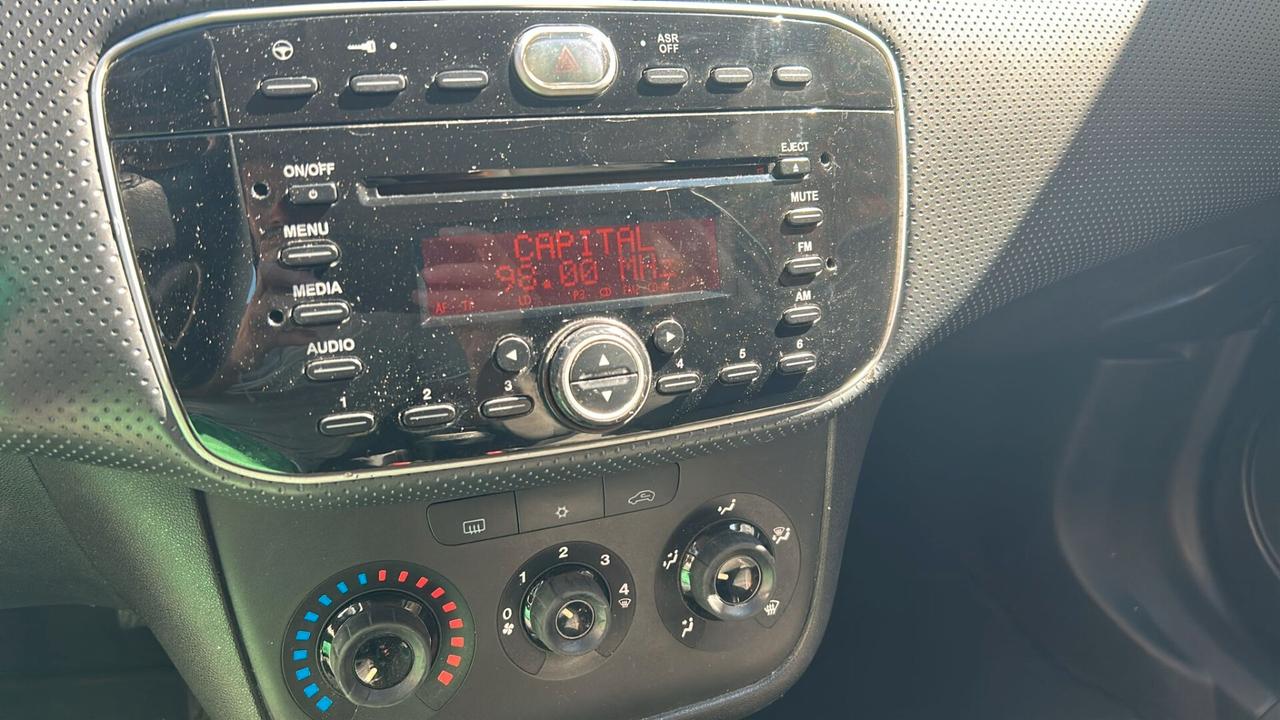 ASR
OFF
EJECT
ON/OFF
MUTE
MENU
CAPITAL
98.00 MHz
FM
MEDIA
AM
AUDIO
1
2
3
4
5
6
0
1
2
3
4